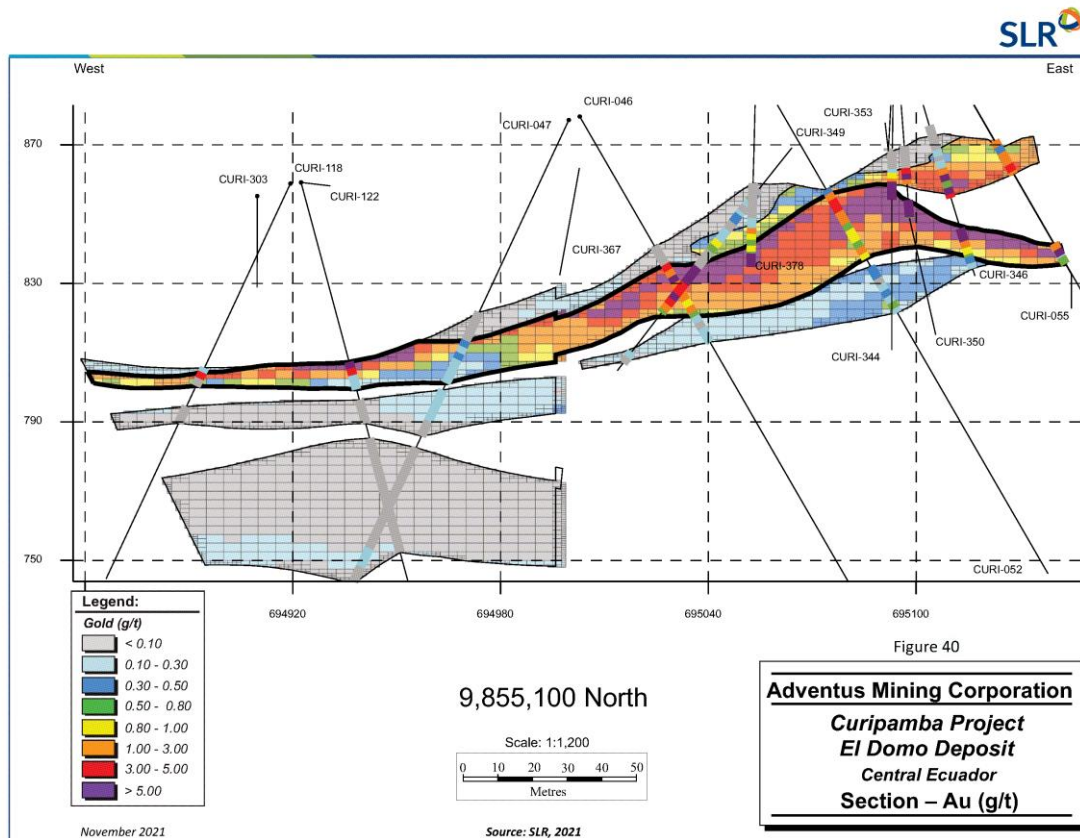 SLR
West
East
CURI-353
CURI-046
CURI-047
CURI-349
870
CURI-118
CURI-303
CURI-122
CURI-367
CURI-378
830
CURI-346
CURI-055
CURI-350
CURI-344
790
750
CURI-052
694920
694980
695040
695100
Legend:
Gold (g/t)
< 0.10
0.10 - 0.30
0.30 - 0.50
0.50 - 0.80
0.80 - 1.00
1.00 - 3.00
3.00 - 5.00
> 5.00
9,855,100 North
Scale: 1:1,200
0 10 20 30 40 50
Metres
Figure 40
Adventus Mining Corporation
Curipamba Project
El Domo Deposit
Central Ecuador
Section – Au (g/t)
November 2021
Source: SLR, 2021